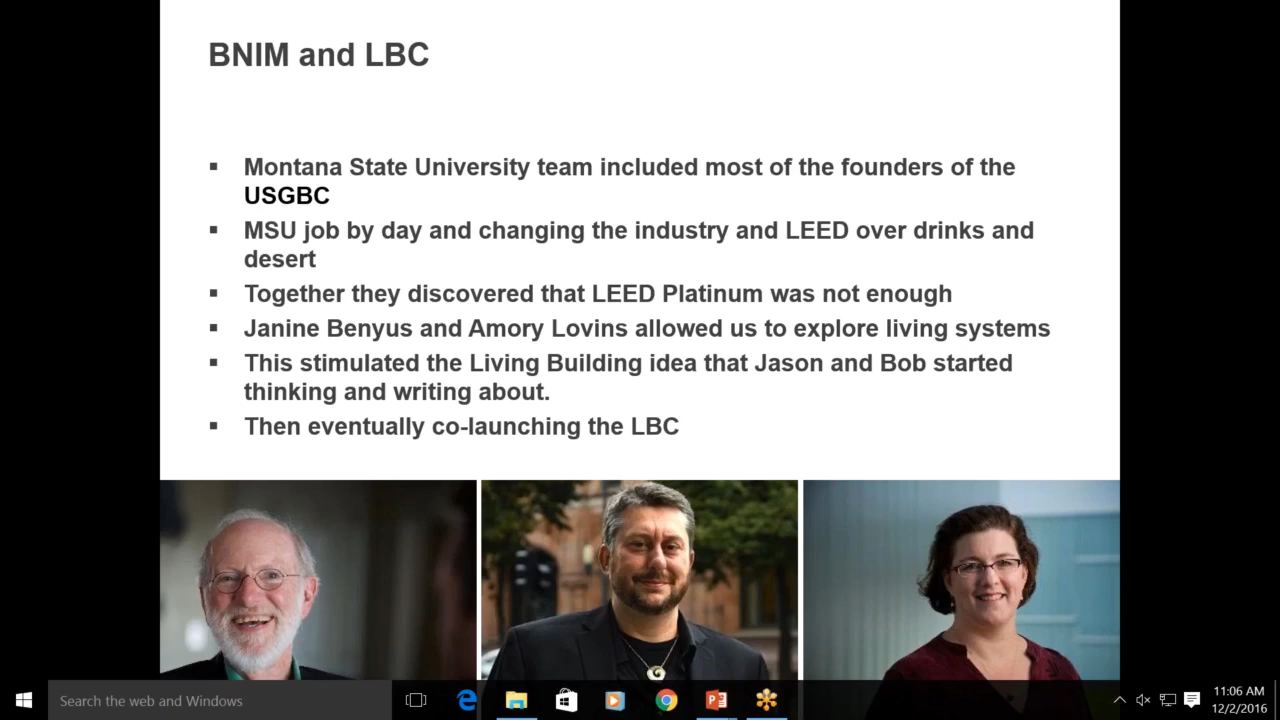 BNIM and LBC
▪ Montana State University team included most of the founders of the
USGBC
▪ MSU job by day and changing the industry and LEED over drinks and
desert
▪ Together they discovered that LEED Platinum was not enough
▪ Janine Benyus and Amory Lovins allowed us to explore living systems
▪ This stimulated the Living Building idea that Jason and Bob started
thinking and writing about.
▪ Then eventually co-launching the LBC
Search the web and Windows
11:06 AM
12/2/2016